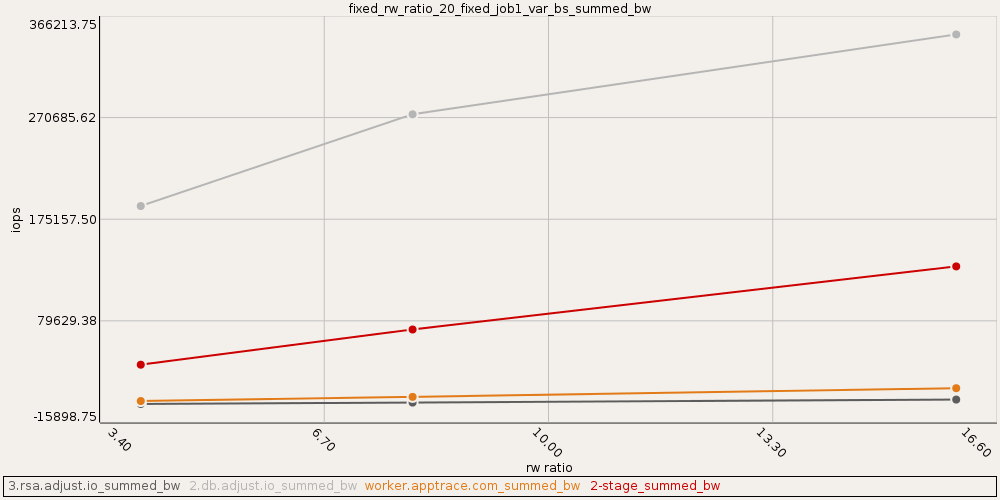 fixed_rw_ratio_20_fixed_job1_var_bs_summed_bw
366213.75
270685.62
175157.50
79629.38
-15898.75
iops
3.40
6.70
10.00
13.30
16.60
rw ratio
3.rsa.adjust.io_summed_bw 2.db.adjust.io_summed_bw worker.apptrace.com_summed_bw 2-stage_summed_bw